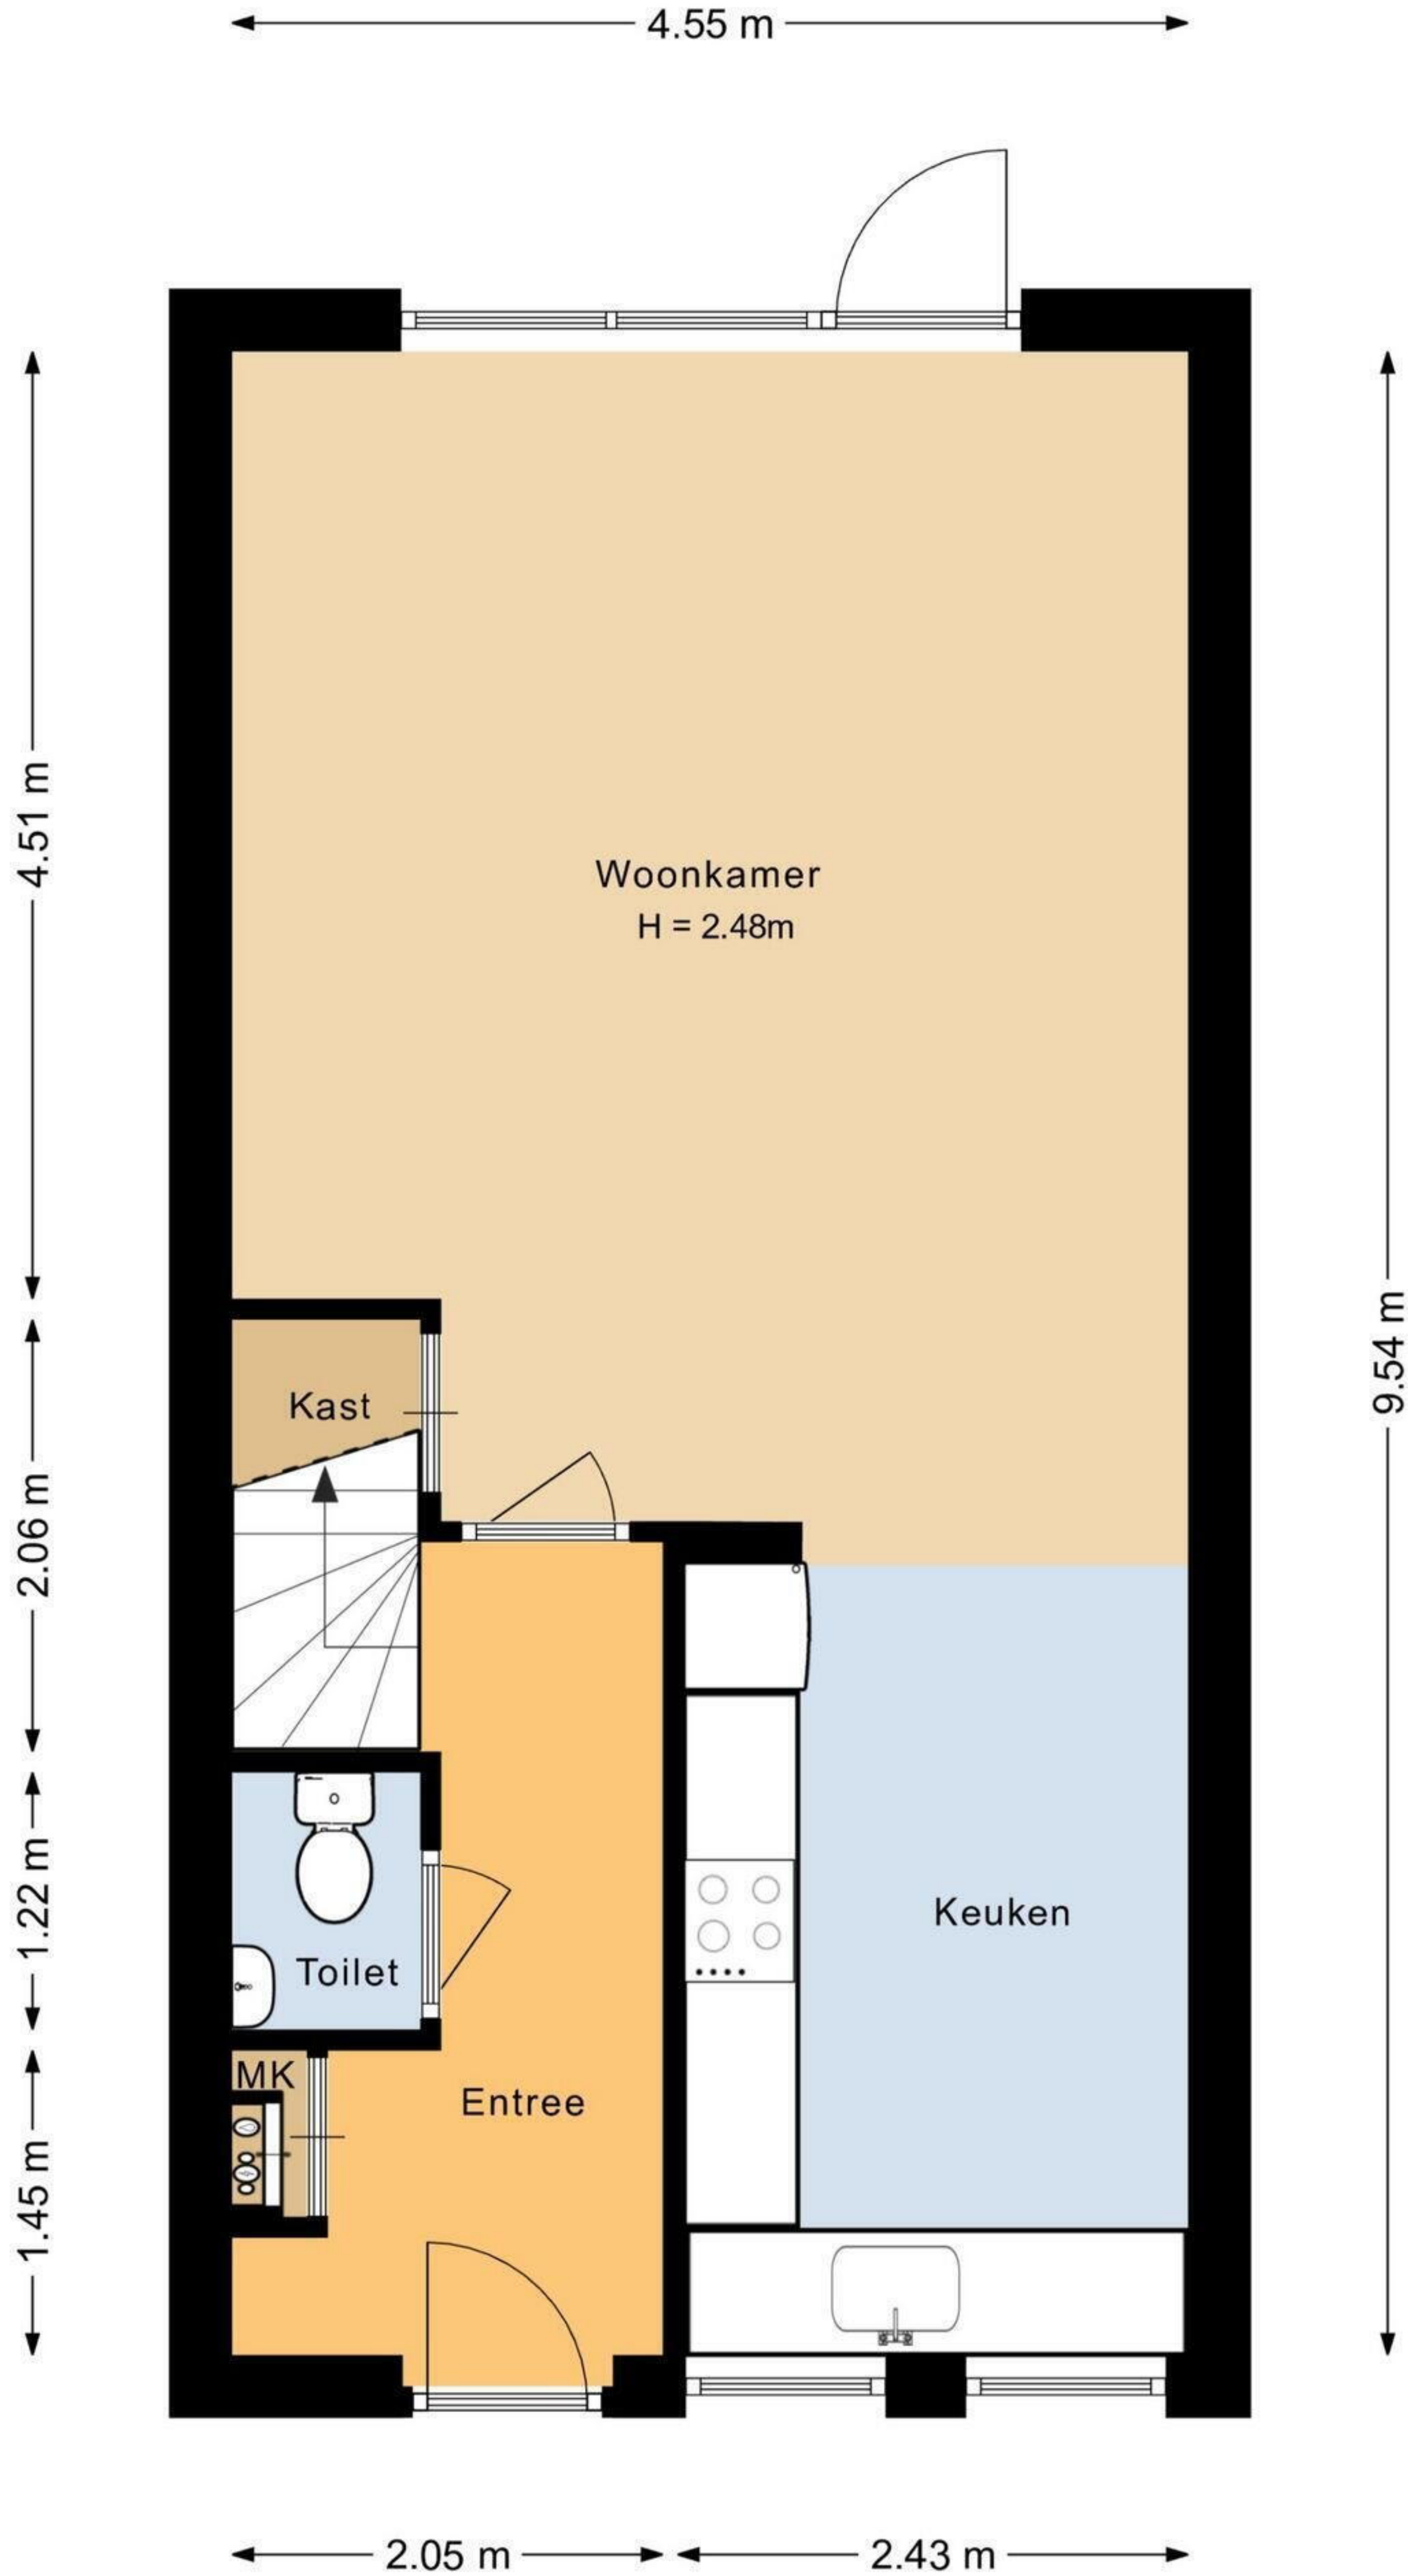 4.55 m
4.51 m
Woonkamer
H = 2.48m
9.54 m
Kast
2.06 m
1.22 m
Keuken
Toilet
MK
Entree
1.45 m
2.05 m
2.43 m